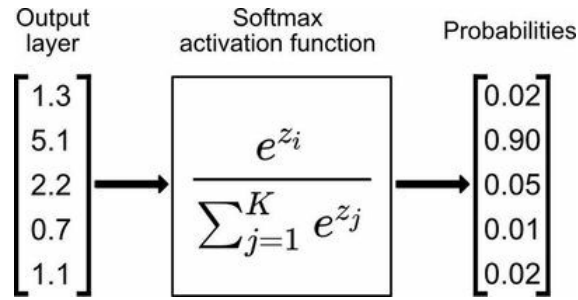 Output
layer
1.3
5.1
2.2
0.7
1.1
Softmax
activation function
e^{z_i}
∑_{j=1}^{K} e^{z_j}
Probabilities
0.02
0.90
0.05
0.01
0.02